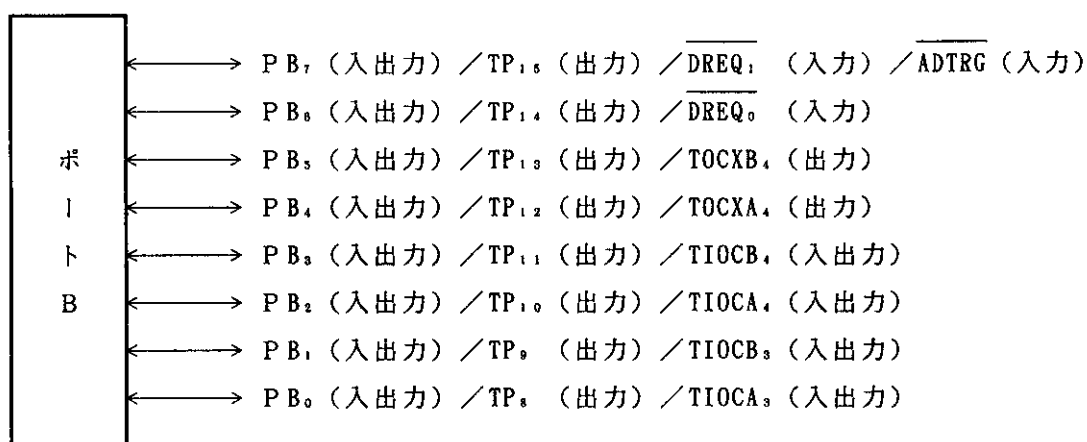 PB₇（入出力）／TP₁₅（出力）／D̅R̅E̅Q̅₁（入力）／A̅D̅T̅R̅G̅（入力）
PB₆（入出力）／TP₁₄（出力）／D̅R̅E̅Q̅₀（入力）
PB₅（入出力）／TP₁₃（出力）／TOCXB₄（出力）
PB₄（入出力）／TP₁₂（出力）／TOCXA₄（出力）
PB₃（入出力）／TP₁₁（出力）／TIOCB₄（入出力）
PB₂（入出力）／TP₁₀（出力）／TIOCA₄（入出力）
PB₁（入出力）／TP₉（出力）／TIOCB₃（入出力）
PB₀（入出力）／TP₈（出力）／TIOCA₃（入出力）
ポートB